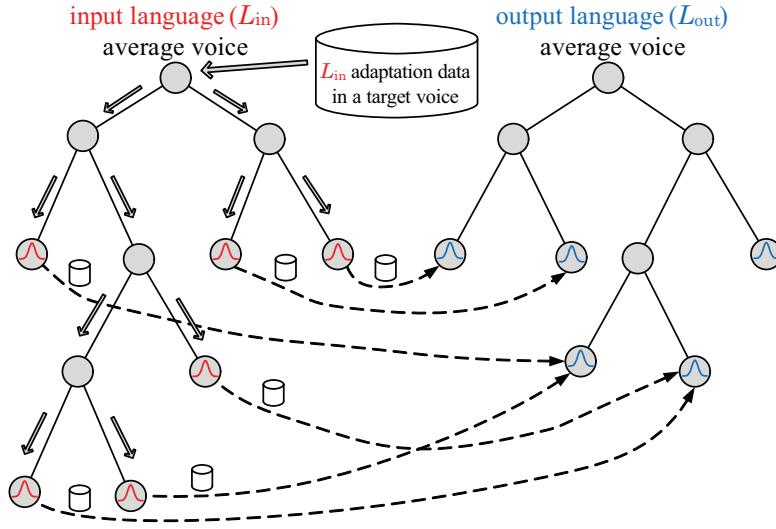 input language (Lin)
average voice
Lin adaptation data
in a target voice
output language (Lout)
average voice